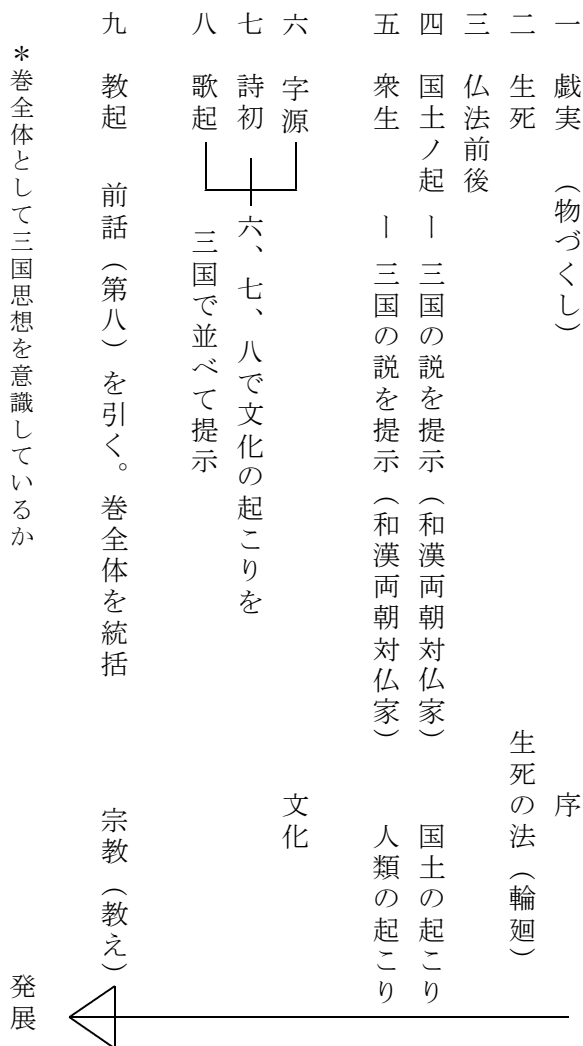 一　戯実　（物づくし）　序
二　生死　生死の法（輪廻）
三　仏法前後
四　国土ノ起　ー　三国の説を提示（和漢両朝対仏家）　国土の起こり
五　衆生　ー　三国の説を提示（和漢両朝対仏家）　人類の起こり
六　字源　文化
七　詩初　六、七、八で文化の起こりを
八　歌起　三国で並べて提示
九　教起　前話（第八）を引く。巻全体を統括　宗教（教え）
＊巻全体として三国思想を意識しているか　発展